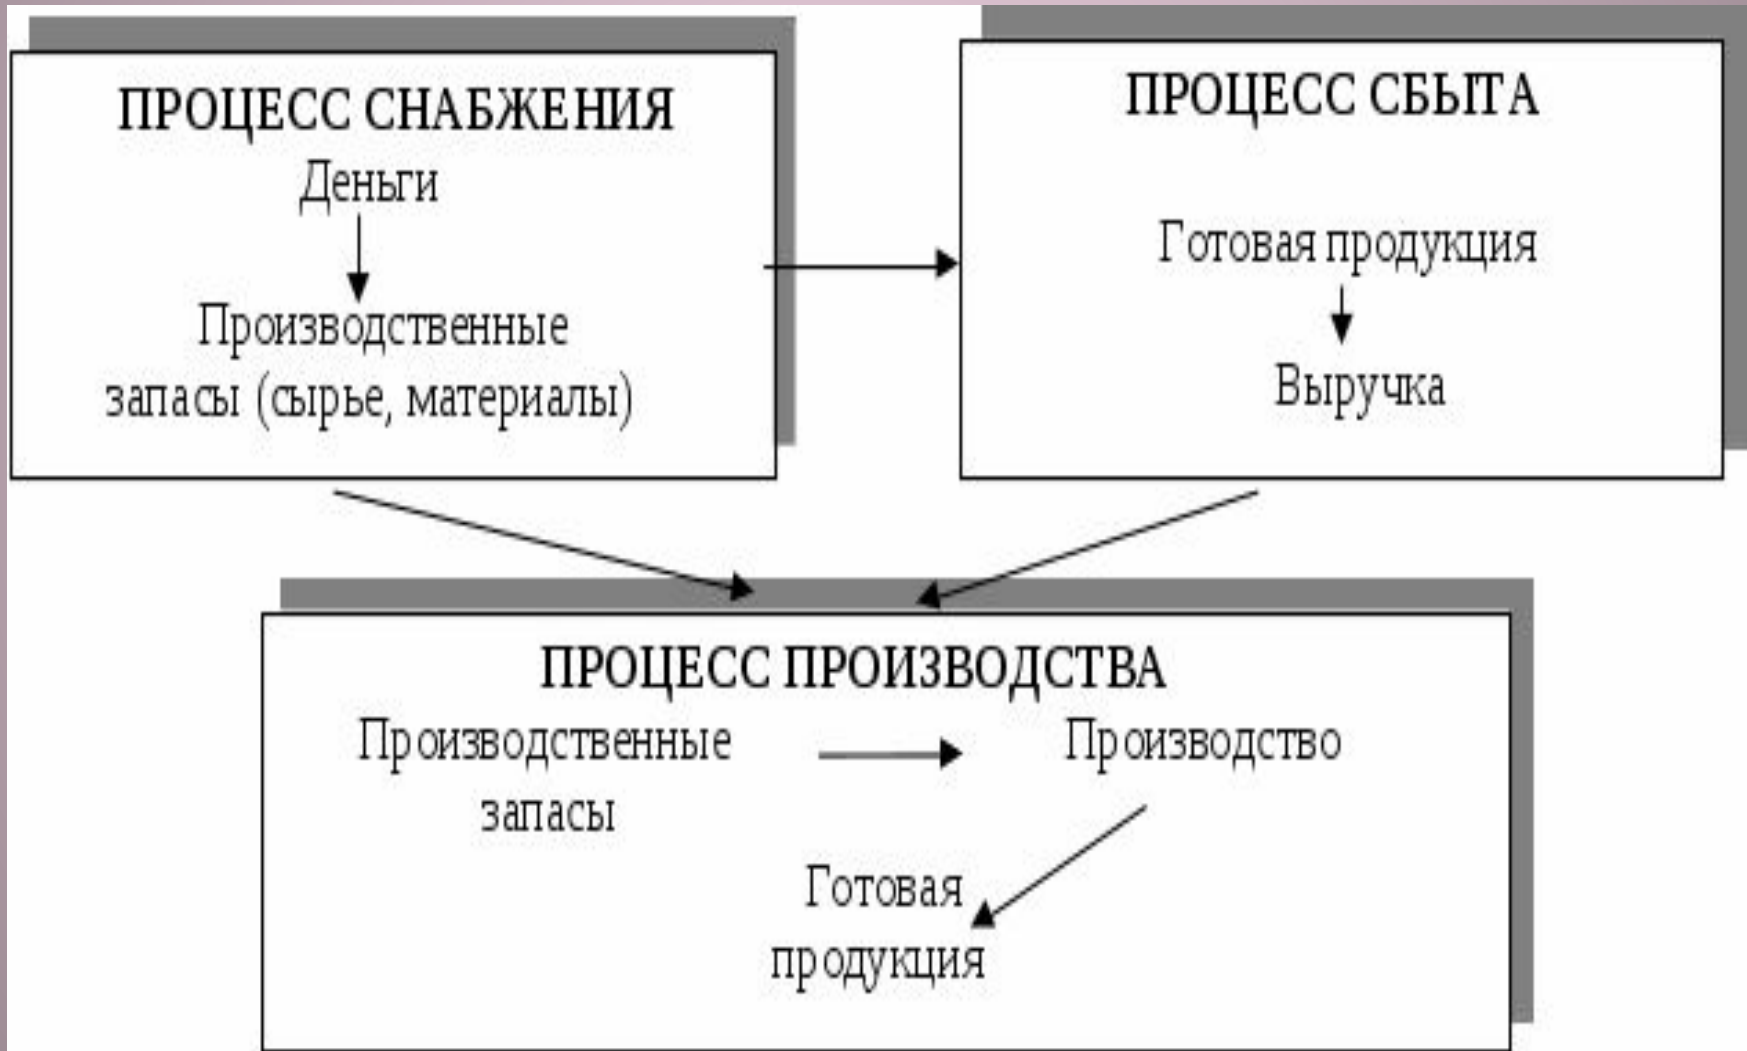 ПРОЦЕСС СНАБЖЕНИЯ
Деньги
Производственные
запасы (сырье, материалы)
ПРОЦЕСС СБЫТА
Готовая продукция
Выручка
ПРОЦЕСС ПРОИЗВОДСТВА
Производственные
запасы
Производство
Готовая
продукция